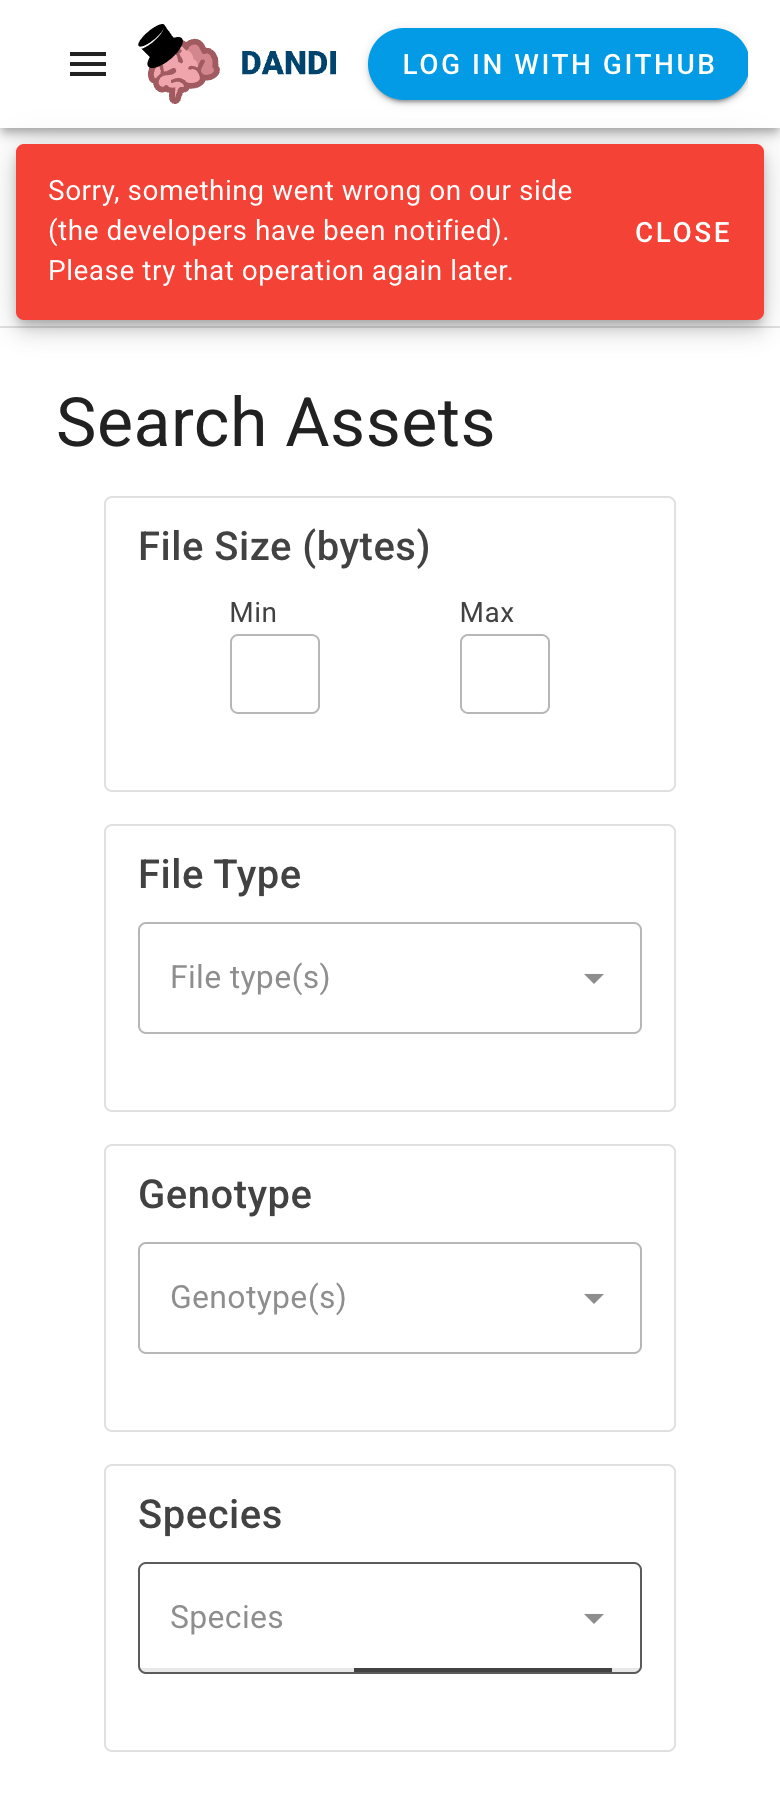 DANDI
LOG IN WITH GITHUB
Sorry, something went wrong on our side
(the developers have been notified).
Please try that operation again later.
CLOSE
Search Assets
File Size (bytes)
Min
Max
File Type
File type(s)
Genotype
Genotype(s)
Species
Species